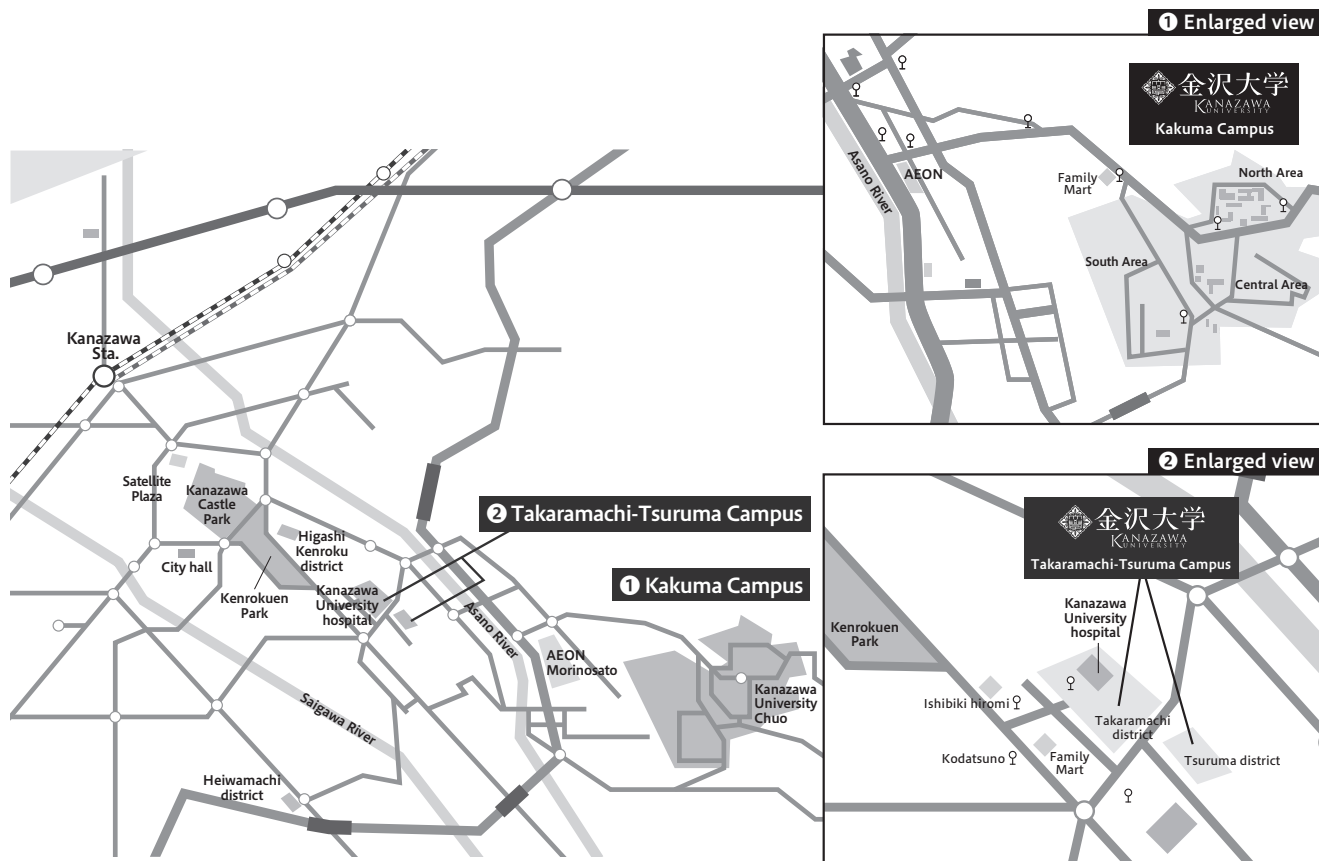 ❶ Enlarged view
金沢大学
KANAZAWA
UNIVERSITY
Kakuma Campus
North Area
Family
Mart
AEON
Asano River
South Area
Central Area
Kanazawa
Sta.
Satellite
Plaza
Kanazawa
Castle
Park
❷ Takaramachi-Tsuruma Campus
Higashi
Kenroku
district
City hall
❶ Kakuma Campus
Kenrokuen
Park
Kanazawa
University
hospital
Asano River
AEON
Morinosato
Kanazawa
University
Chuo
Saigawa River
Heiwamachi
district
❷ Enlarged view
金沢大学
KANAZAWA
UNIVERSITY
Takaramachi-Tsuruma Campus
Kanazawa
University
hospital
Kenrokuen
Park
Ishibiki hiromi
Takaramachi
district
Kodatsuno
Family
Mart
Tsuruma district